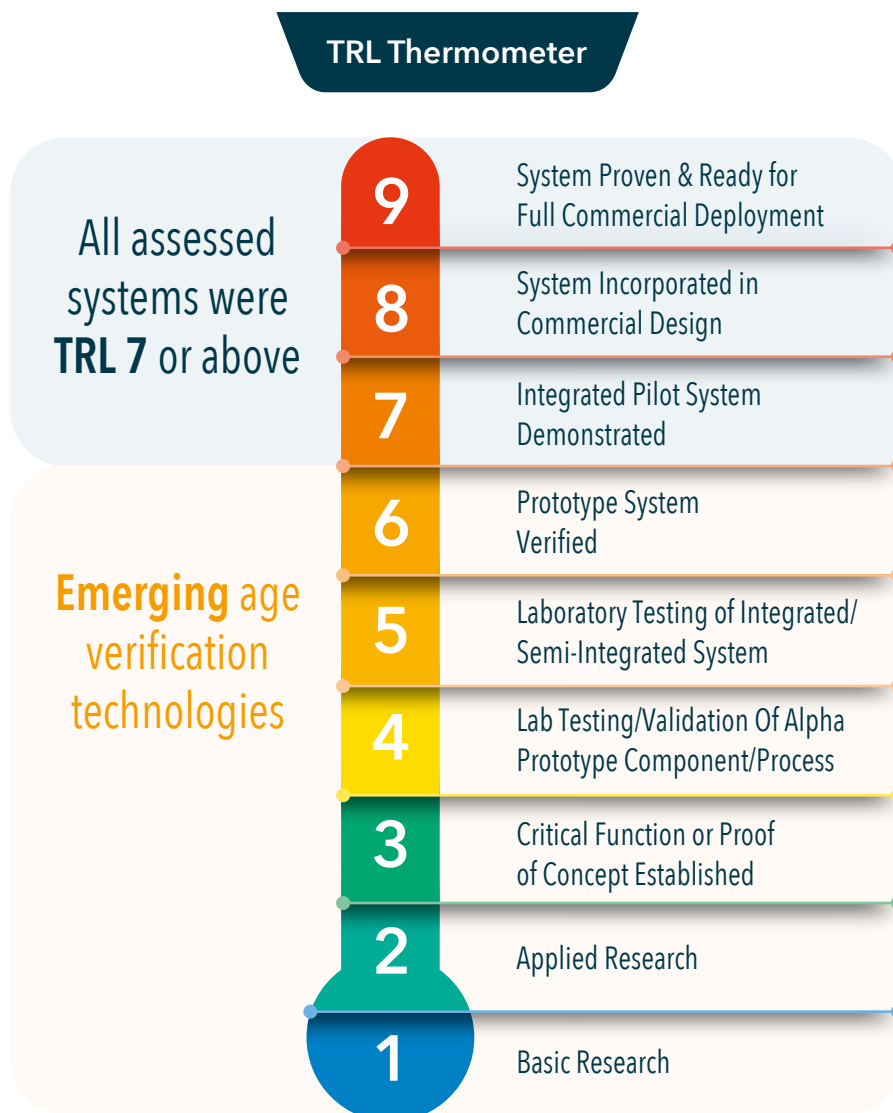 TRL Thermometer
All assessed
systems were
TRL 7 or above
9
System Proven & Ready for
Full Commercial Deployment
8
System Incorporated in
Commercial Design
7
Integrated Pilot System
Demonstrated
Emerging age
verification
technologies
6
Prototype System
Verified
5
Laboratory Testing of Integrated/
Semi-Integrated System
4
Lab Testing/Validation Of Alpha
Prototype Component/Process
3
Critical Function or Proof
of Concept Established
2
Applied Research
1
Basic Research